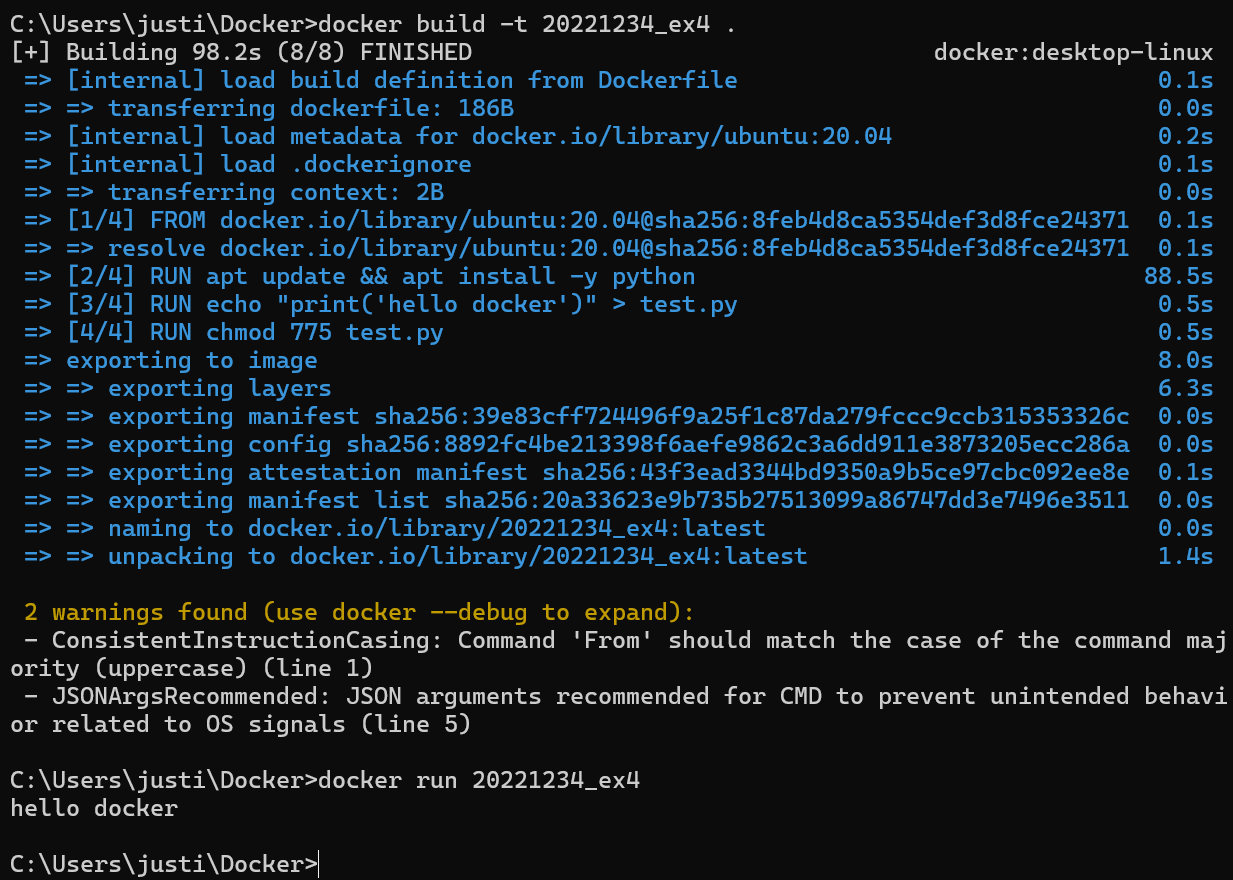 C:\Users\justi\Docker>docker build -t 20221234_ex4 .
[+] Building 98.2s (8/8) FINISHED docker:desktop-linux
=> [internal] load build definition from Dockerfile 0.1s
=> => transferring dockerfile: 186B 0.0s
=> [internal] load metadata for docker.io/library/ubuntu:20.04 0.2s
=> [internal] load .dockerignore 0.1s
=> => transferring context: 2B 0.0s
=> [1/4] FROM docker.io/library/ubuntu:20.04@sha256:8feb4d8ca5354def3d8fce24371 0.1s
=> => resolve docker.io/library/ubuntu:20.04@sha256:8feb4d8ca5354def3d8fce24371 0.1s
=> [2/4] RUN apt update && apt install -y python 88.5s
=> [3/4] RUN echo "print('hello docker')" > test.py 0.5s
=> [4/4] RUN chmod 775 test.py 0.5s
=> exporting to image 8.0s
=> => exporting layers 6.3s
=> => exporting manifest sha256:39e83cff724496f9a25f1c87da279fccc9ccb315353326c 0.0s
=> => exporting config sha256:8892fc4be213398f6aefe9862c3a6dd911e3873205ecc286a 0.0s
=> => exporting attestation manifest sha256:43f3ead3344bd9350a9b5ce97cbc092ee8e 0.1s
=> => exporting manifest list sha256:20a33623e9b735b27513099a86747dd3e7496e3511 0.0s
=> => naming to docker.io/library/20221234_ex4:latest 0.0s
=> => unpacking to docker.io/library/20221234_ex4:latest 1.4s
2 warnings found (use docker --debug to expand):
- ConsistentInstructionCasing: Command 'From' should match the case of the command maj
ority (uppercase) (line 1)
- JSONArgsRecommended: JSON arguments recommended for CMD to prevent unintended behavi
or related to OS signals (line 5)
C:\Users\justi\Docker>docker run 20221234_ex4
hello docker
C:\Users\justi\Docker>